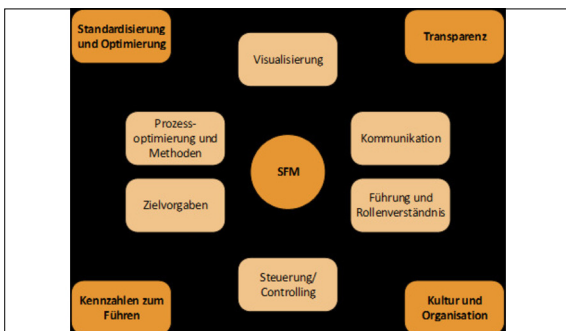 Standardisierung
und Optimierung
Transparenz
Visualisierung
Prozess-
optimierung und
Methoden
Kommunikation
SFM
Zielvorgaben
Führung und
Rollenverständnis
Steuerung/
Controlling
Kennzahlen zum
Führen
Kultur und
Organisation